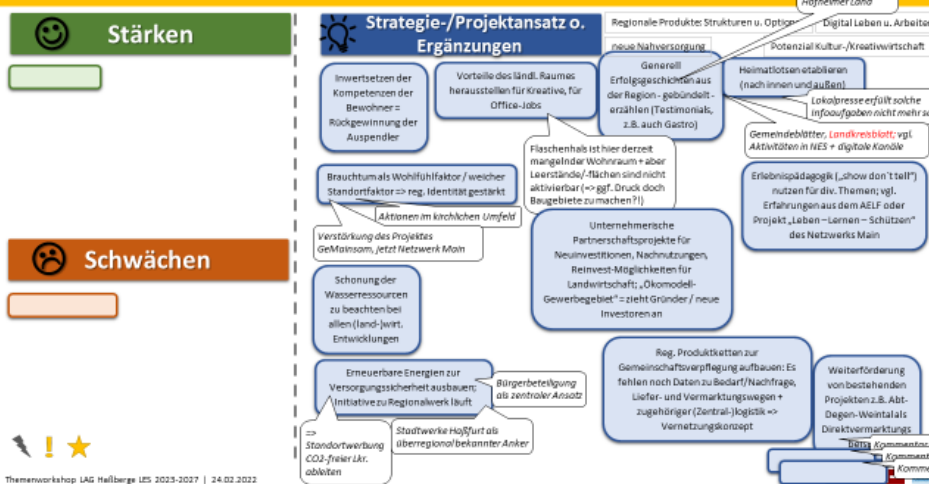 Hofheimer Land
Stärken
Strategie-/Projektansatz o.
Ergänzungen
Regionale Produkte: Strukturen u.
Digital Leben u. Arbeiten
neue Nahversorgung
Potenzial Kultur-/Kreativwirtschaft
Inwertsetzen der
Kompetenzen der
Bewohner =
Rückgewinnung der
Auspendler
Vorteile des ländl. Raumes
herausstellen für Kreative, für
Office-Jobs
Generell
Erfolgsgeschichten aus
der Region - gebündelt -
erzählen (Testimonials,
z.B. auch Gastro)
Heimatlotsen etablieren
(nach innen und außen)
Lokalpresse erfüllt solche
Infoaufgaben nicht mehr
Gemeindeblätter, Landkreisblatt; vgl.
Aktivitäten in NES + digitale Kanäle
Flaschenhals ist hier derzeit
mangelnder Wohnraum + aber
Leerstände/-flächen sind nicht
aktivierbar (=> ggf. Druck doch
Baugebiete zu machen?!)
Brauchtum als Wohlfühlfaktor / weicher
Standortfaktor => reg. Identität gestärkt
Aktionen im kirchlichen Umfeld
Verstärkung des Projektes
GeMainsam, jetzt Netzwerk Main
Erlebnispädagogik („show don´t tell“)
nutzen für div. Themen; vgl.
Erfahrungen aus dem AELF oder
Projekt „Leben – Lernen – Schützen“
des Netzwerks Main
Unternehmerische
Partnerschaftsprojekte für
Neuinvestitionen, Nachnutzungen,
Reinvest-Möglichkeiten für
Landwirtschaft; „Ökomodell-
Gewerbegebiet“ = zieht Gründer / neue
Investoren an
Schwächen
Schonung der
Wasserressourcen
zu beachten bei
allen (land-)wirt.
Entwicklungen
Erneuerbare Energien zur
Versorgungssicherheit ausbauen;
Initiative zu Regionalwerk läuft
Bürgerbeteiligung
als zentraler Ansatz
=>
Standortwerbung
CO2-freier Lkr.
ableiten
Stadtwerke Haßfurt als
überregional bekannter Anker
Reg. Produktketten zur
Gemeinschaftsverpflegung aufbauen: Es
fehlen noch Daten zu Bedarf/Nachfrage,
Liefer- und Vermarktungswegen +
zugehöriger (Zentral-)logistik =>
Vernetzungskonzept
Weiterförderung
von bestehenden
Projekten z.B. Abt-
Degen-Weintal als
Direktvermarktungs
Kommentar
Komment
Komme
Themenworkshop LAG Haßberge LES 2023-2027 | 24.02.2022